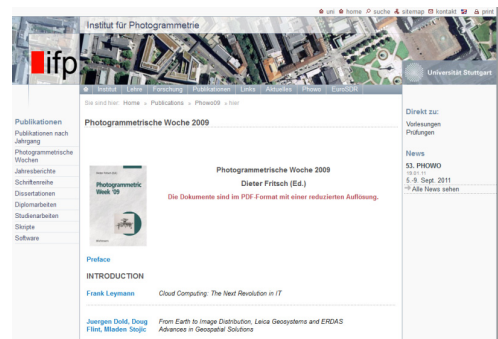 uni home suche sitemap kontakt print
Institut für Photogrammetrie
ifp
Universität Stuttgart
Institut | Lehre | Forschung | Publikationen | Links | Aktuelles | Phowo | EuroSDR
Sie sind hier: Home » Publications » Phowo09 » hier
Publikationen
Publikationen nach
Jahrgang
Photogrammetrische
Wochen
Jahresberichte
Schriftenreihe
Dissertationen
Diplomarbeiten
Studienarbeiten
Skripte
Software
Photogrammetrische Woche 2009
Photogrammetric
Week '09
Photogrammetrische Woche 2009
Dieter Fritsch (Ed.)
Die Dokumente sind im PDF-Format mit einer reduzierten Auflösung.
Preface
INTRODUCTION
Frank Leymann Cloud Computing: The Next Revolution in IT
Juergen Dold, Doug From Earth to Image Distribution, Leica Geosystems and ERDAS
Flint, Mladen Stojic Advances in Geospatial Solutions
Direkt zu:
Vorlesungen
Prüfungen
News
53. PHOWO
18.01.11
5.-9. Sept. 2011
Alle News sehen